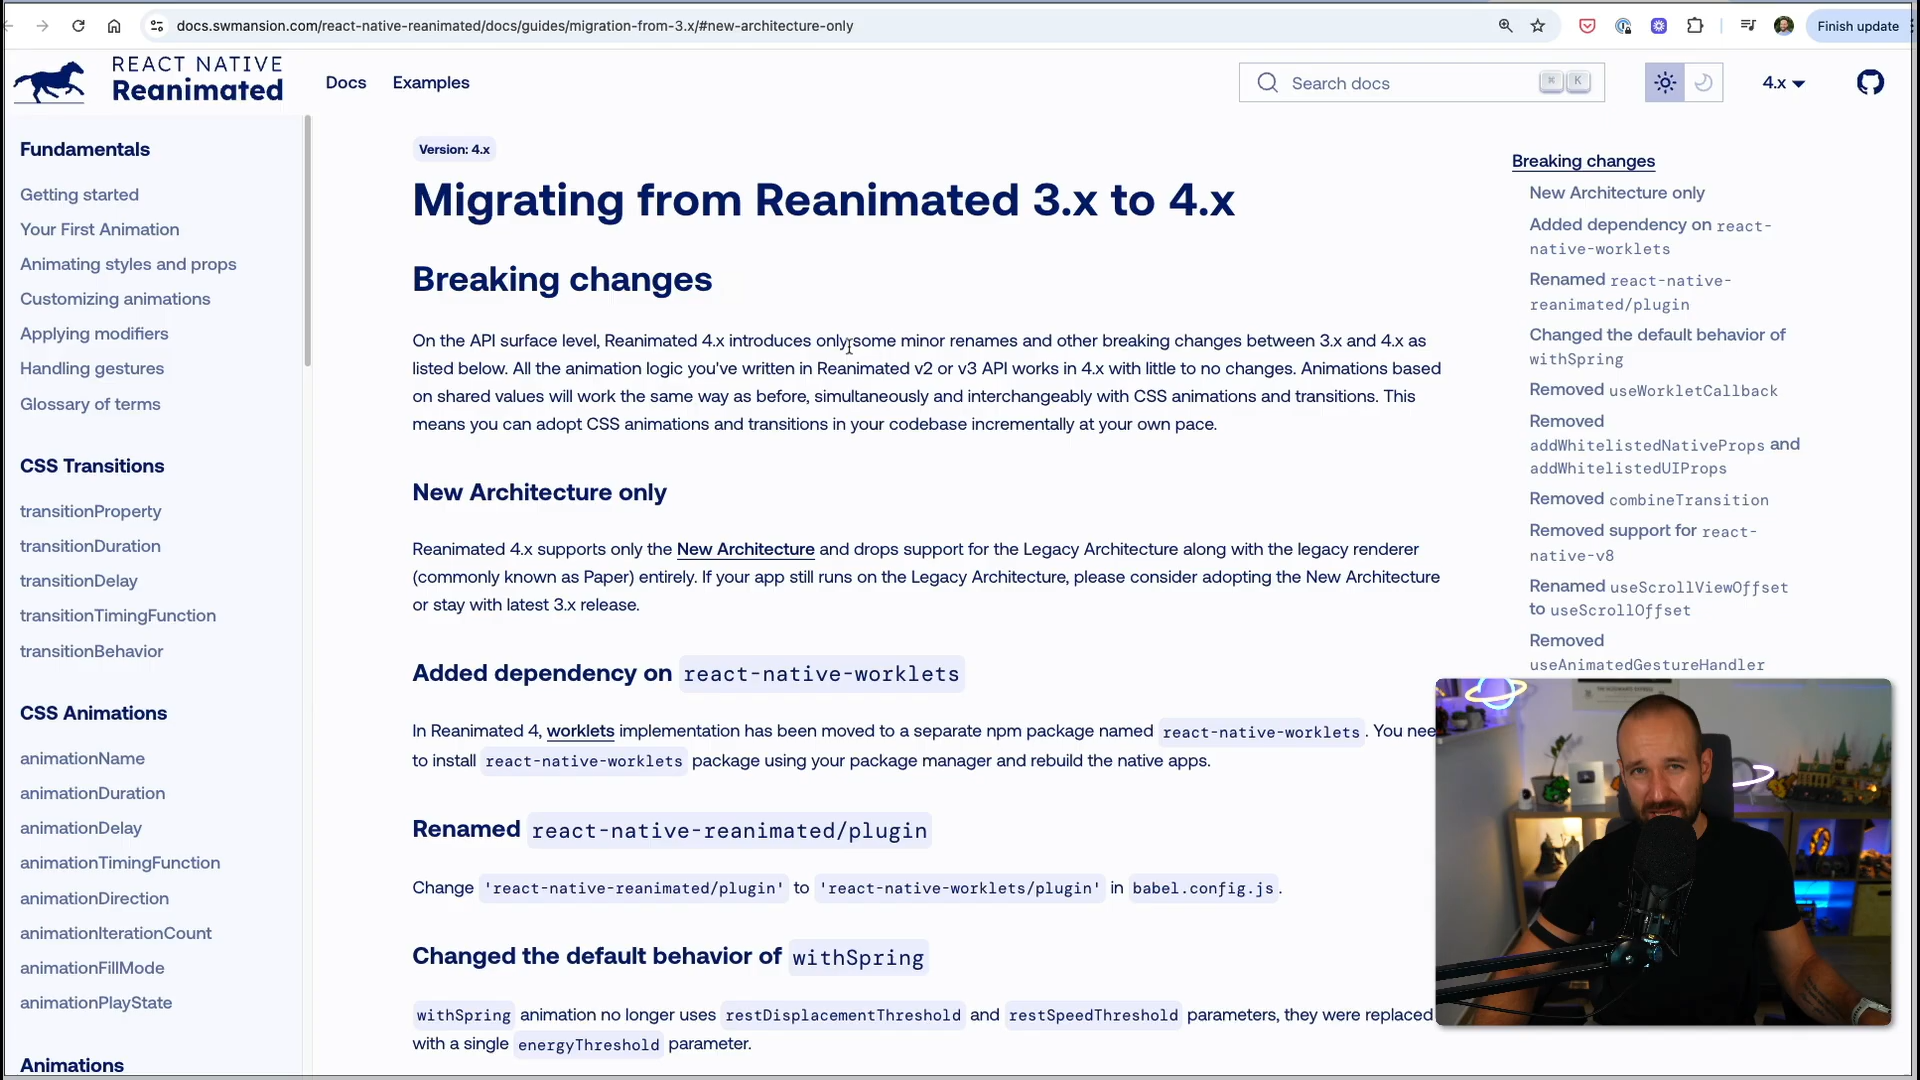 docs.swmansion.com/react-native-reanimated/docs/guides/migration-from-3.x/#new-architecture-only
Finish update
REACT NATIVE
Reanimated
Docs
Examples
Search docs
⌘ K
4.x
Fundamentals
Getting started
Your First Animation
Animating styles and props
Customizing animations
Applying modifiers
Handling gestures
Glossary of terms
CSS Transitions
transitionProperty
transitionDuration
transitionDelay
transitionTimingFunction
transitionBehavior
CSS Animations
animationName
animationDuration
animationDelay
animationTimingFunction
animationDirection
animationIterationCount
animationFillMode
animationPlayState
Animations
Version: 4.x
Migrating from Reanimated 3.x to 4.x
Breaking changes
On the API surface level, Reanimated 4.x introduces only some minor renames and other breaking changes between 3.x and 4.x as
listed below. All the animation logic you've written in Reanimated v2 or v3 API works in 4.x with little to no changes. Animations based
on shared values will work the same way as before, simultaneously and interchangeably with CSS animations and transitions. This
means you can adopt CSS animations and transitions in your codebase incrementally at your own pace.
New Architecture only
Reanimated 4.x supports only the New Architecture and drops support for the Legacy Architecture along with the legacy renderer
(commonly known as Paper) entirely. If your app still runs on the Legacy Architecture, please consider adopting the New Architecture
or stay with latest 3.x release.
Added dependency on react-native-worklets
In Reanimated 4, worklets implementation has been moved to a separate npm package named react-native-worklets. You nee
to install react-native-worklets package using your package manager and rebuild the native apps.
Renamed react-native-reanimated/plugin
Change 'react-native-reanimated/plugin' to 'react-native-worklets/plugin' in babel.config.js.
Changed the default behavior of withSpring
withSpring animation no longer uses restDisplacementThreshold and restSpeedThreshold parameters, they were replaced
with a single energyThreshold parameter.
Breaking changes
New Architecture only
Added dependency on react-
native-worklets
Renamed react-native-
reanimated/plugin
Changed the default behavior of
withSpring
Removed useWorkletCallback
Removed
addWhitelistedNativeProps and
addWhitelistedUIProps
Removed combineTransition
Removed support for react-
native-v8
Renamed useScrollViewOffset
to useScrollOffset
Removed
useAnimatedGestureHandler